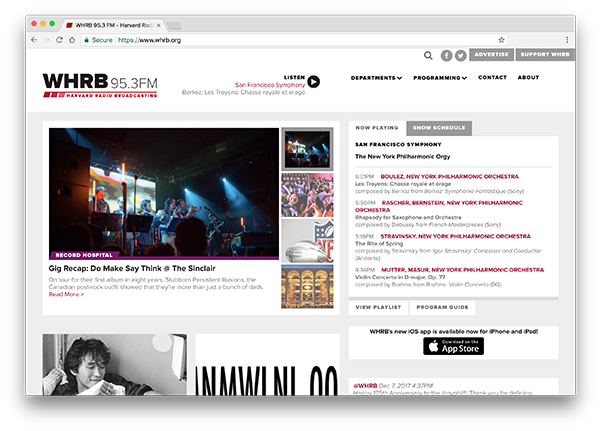 WHRB 95.3 FM - Harvard Radio
Secure https://www.whrb.org
ADVERTISE SUPPORT WHRB
WHRB 95.3FM
HARVARD RADIO BROADCASTING
LISTEN
San Francisco Symphony
Berlioz: Les Troyens: Chasse royale et orage
DEPARTMENTS PROGRAMMING CONTACT ABOUT
RECORD HOSPITAL
Gig Recap: Do Make Say Think @ The Sinclair
On tour for their first album in eight years, Stubborn Persistent Illusions, the
Canadian post-rock outfit showed that they're more than just a bunch of dads.
Read More >
NOW PLAYING SHOW SCHEDULE
SAN FRANCISCO SYMPHONY
The New York Philharmonic Orgy
6:01PM BOULEZ, NEW YORK PHILHARMONIC ORCHESTRA
Les Troyens: Chasse royale et orage
composed by Berlioz from Berlioz: Symphonie Fantastique (Sony)
5:50PM RASCHER, BERNSTEIN, NEW YORK PHILHARMONIC
ORCHESTRA
Rhapsody for Saxophone and Orchestra
composed by Debussy from French Masterpieces (Sony)
5:16PM STRAVINSKY, NEW YORK PHILHARMONIC ORCHESTRA
The Rite of Spring
composed by Stravinsky from Igor Stravinsky: Composer and Conductor
(Andante)
4:34PM MUTTER, MASUR, NEW YORK PHILHARMONIC ORCHESTRA
Violin Concerto in D major, Op. 77
composed by Brahms from Brahms: Violin Concerto (DG)
VIEW PLAYLIST PROGRAM GUIDE
WHRB's new iOS app is available now for iPhone and iPad!
Download on the
App Store
@WHRB Dec 7, 2017 4:37PM